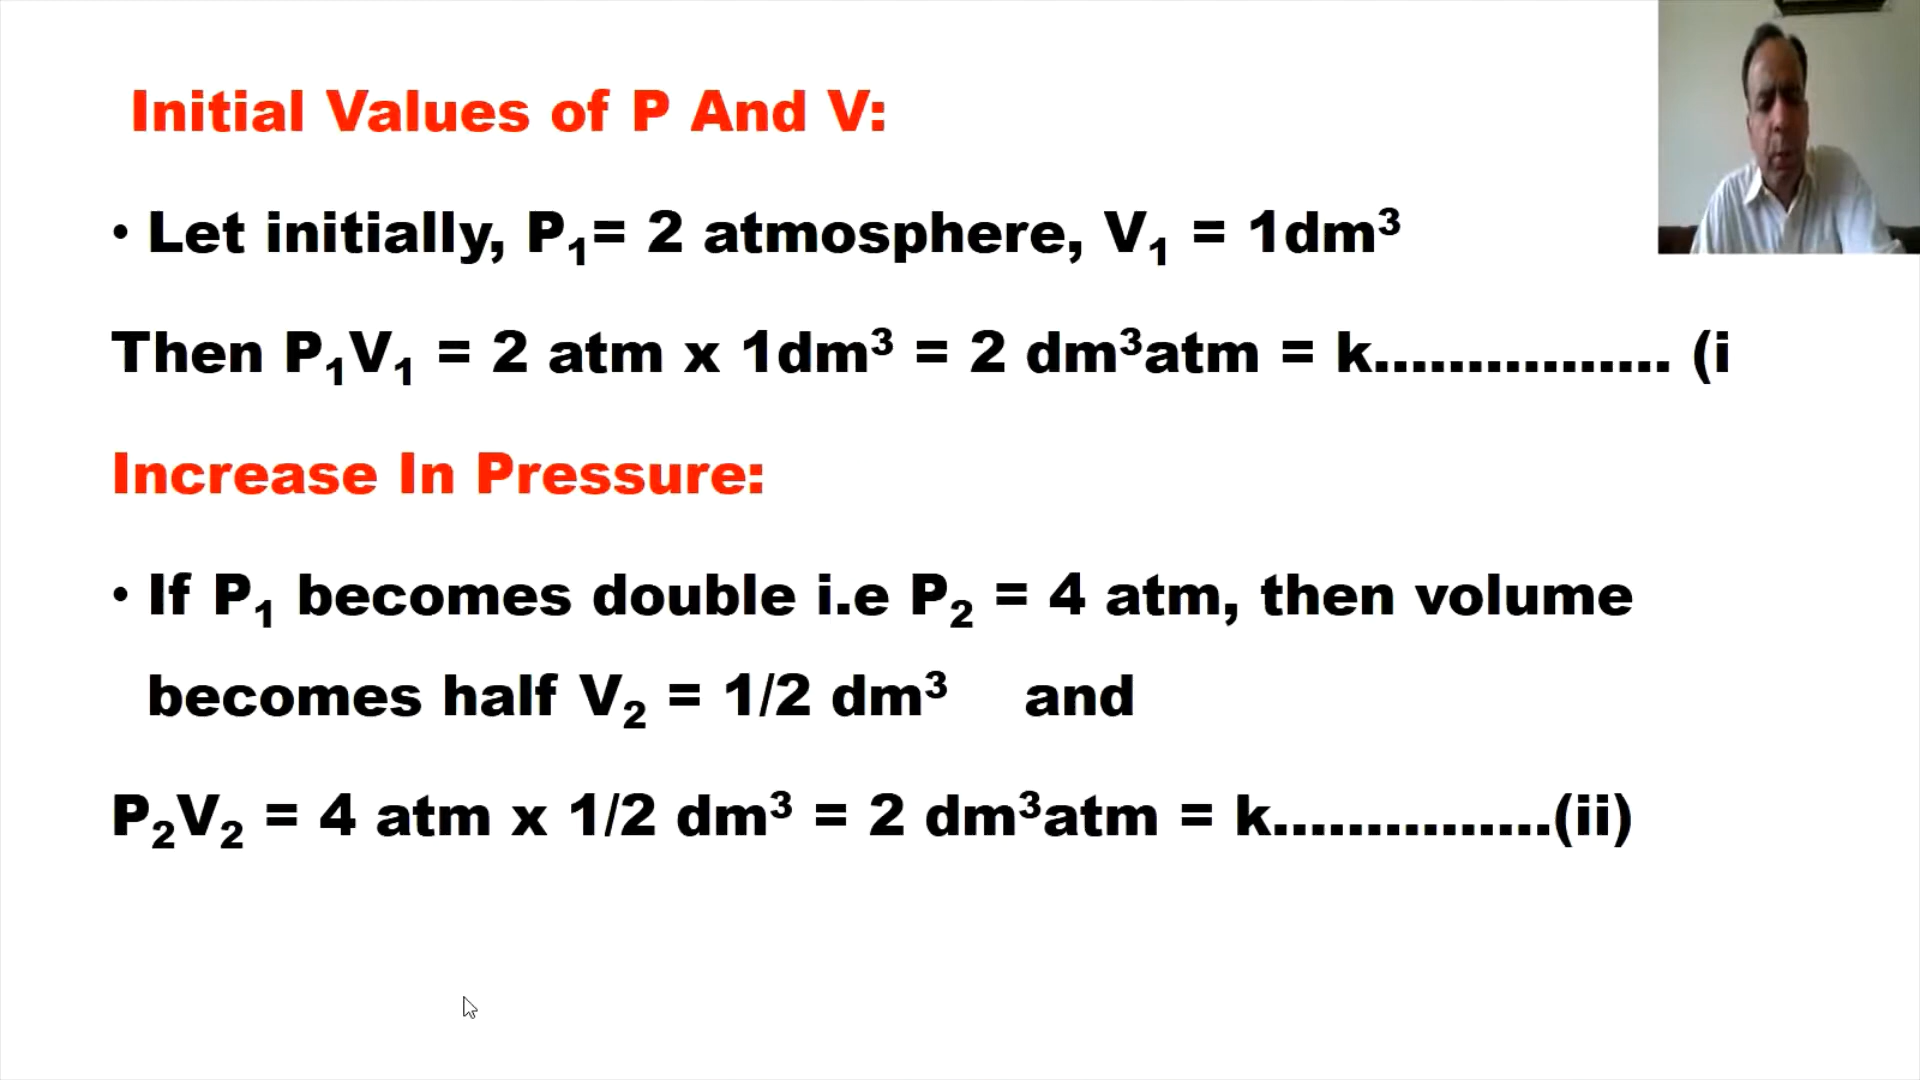 Initial Values of P And V:
• Let initially, P₁= 2 atmosphere, V₁ = 1dm³
Then P₁V₁ = 2 atm x 1dm³ = 2 dm³atm = k................ (i
Increase In Pressure:
• If P₁ becomes double i.e P₂ = 4 atm, then volume
becomes half V₂ = 1/2 dm³ and
P₂V₂ = 4 atm x 1/2 dm³ = 2 dm³atm = k...............(ii)